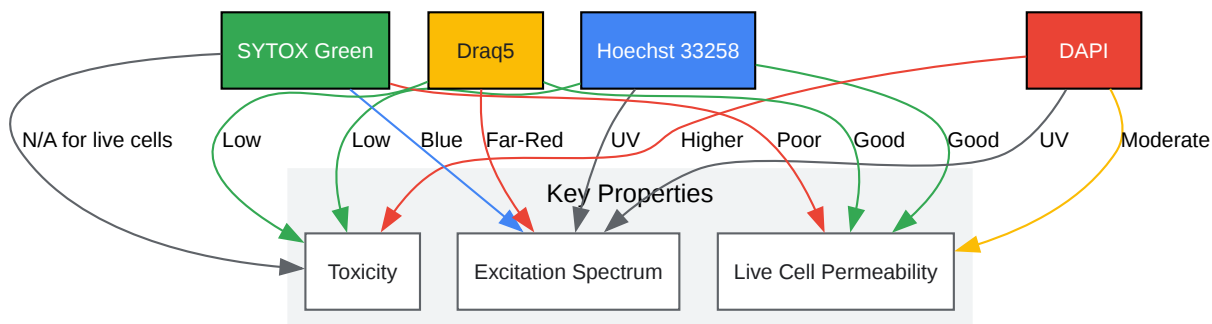 SYTOX Green
Draq5
Hoechst 33258
DAPI
N/A for live cells
Low
Low
Blue
Far-Red
UV
Higher
Poor
Good
Good
UV
Moderate
Key Properties
Toxicity
Excitation Spectrum
Live Cell Permeability